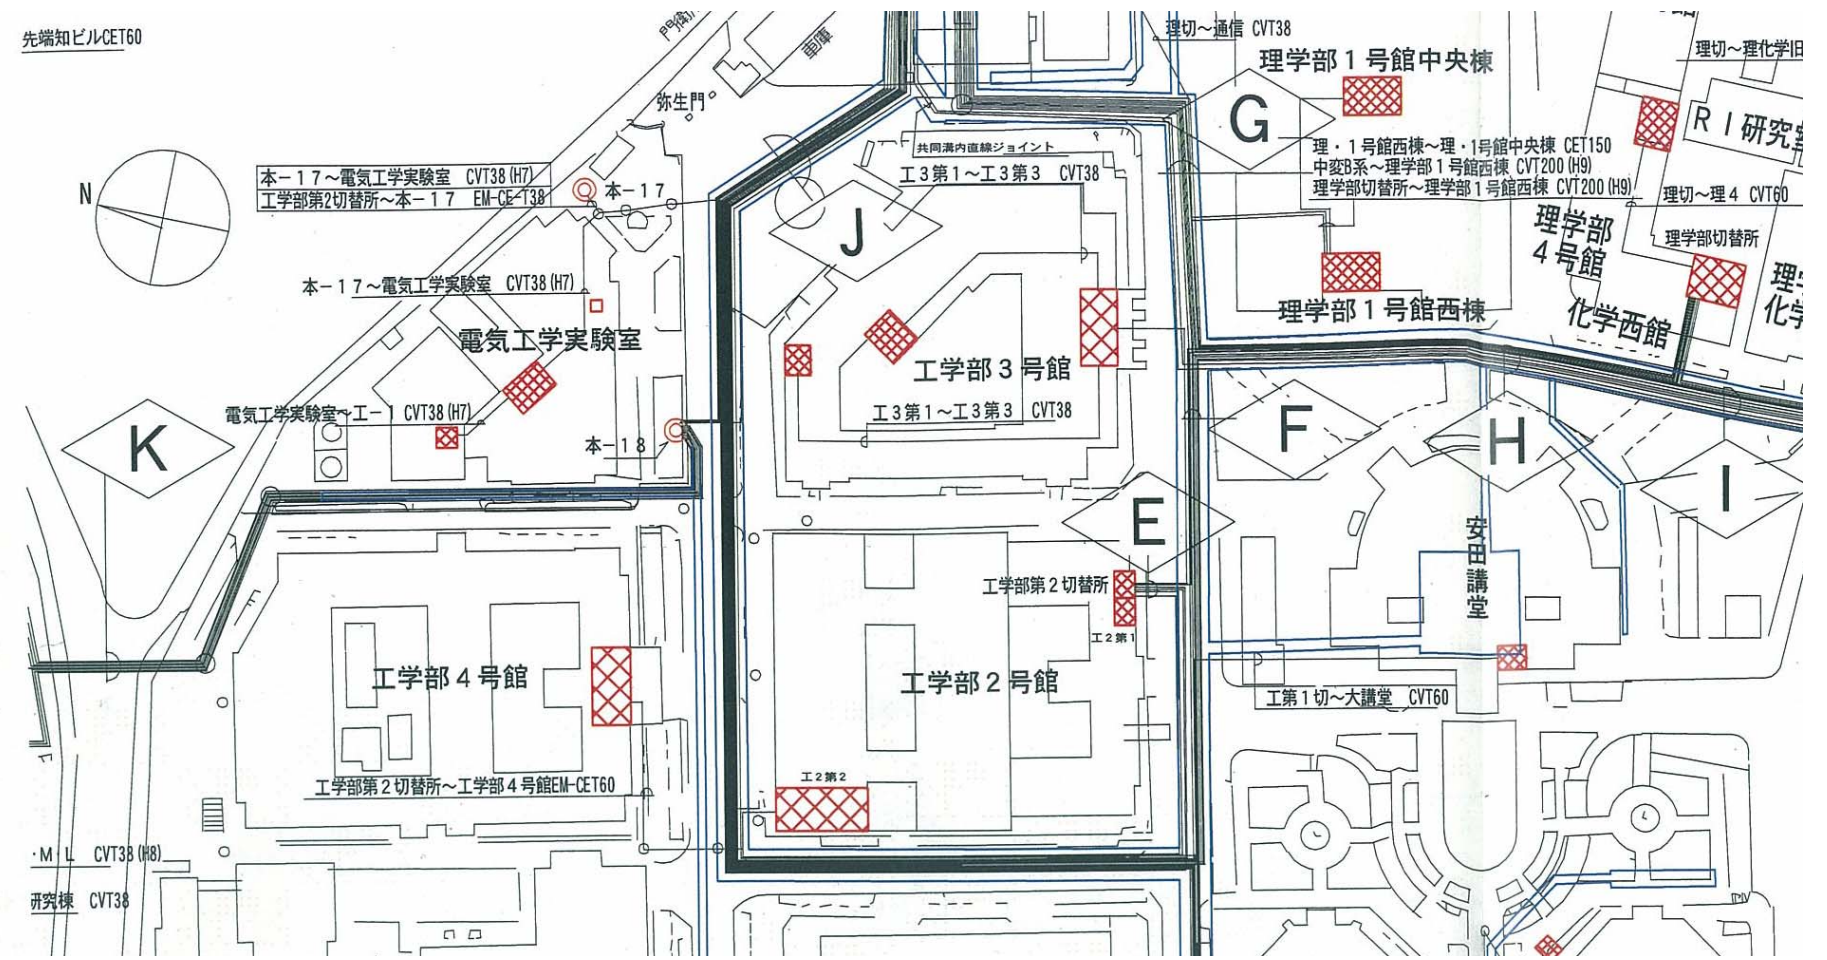 先端知ビルCET60
車庫
弥生門
理切～通信 CVT38
理学部１号館中央棟
理切～理化学旧
ＲＩ研究
G
理・１号館西棟～理・1号館中央棟 CET150
中変B系～理学部１号館西棟 CVT200 (H9)
理学部切替所～理学部１号館西棟 CVT200 (H9)
理切～理４ CVT60
共同溝内直線ジョイント
工３第１～工３第３ CVT38
本－１７～電気工学実験室 CVT38 (H7)
工学部第2切替所～本－１７ EM-CE-T38
本－１７
N
J
理学部
４号館
理学部切替所
化学西館
理学部１号館西棟
本－１７～電気工学実験室 CVT38 (H7)
電気工学実験室
工学部３号館
電気工学実験室～工－１ CVT38 (H7)
工３第１～工３第３ CVT38
本－１８
K
F
H
I
E
安田講堂
工学部第２切替所
工２第１
工学部４号館
工学部２号館
工第１切～大講堂 CVT60
工２第２
工学部第２切替所～工学部４号館EM-CET60
・M L CVT38 (H8)
研究棟 CVT38